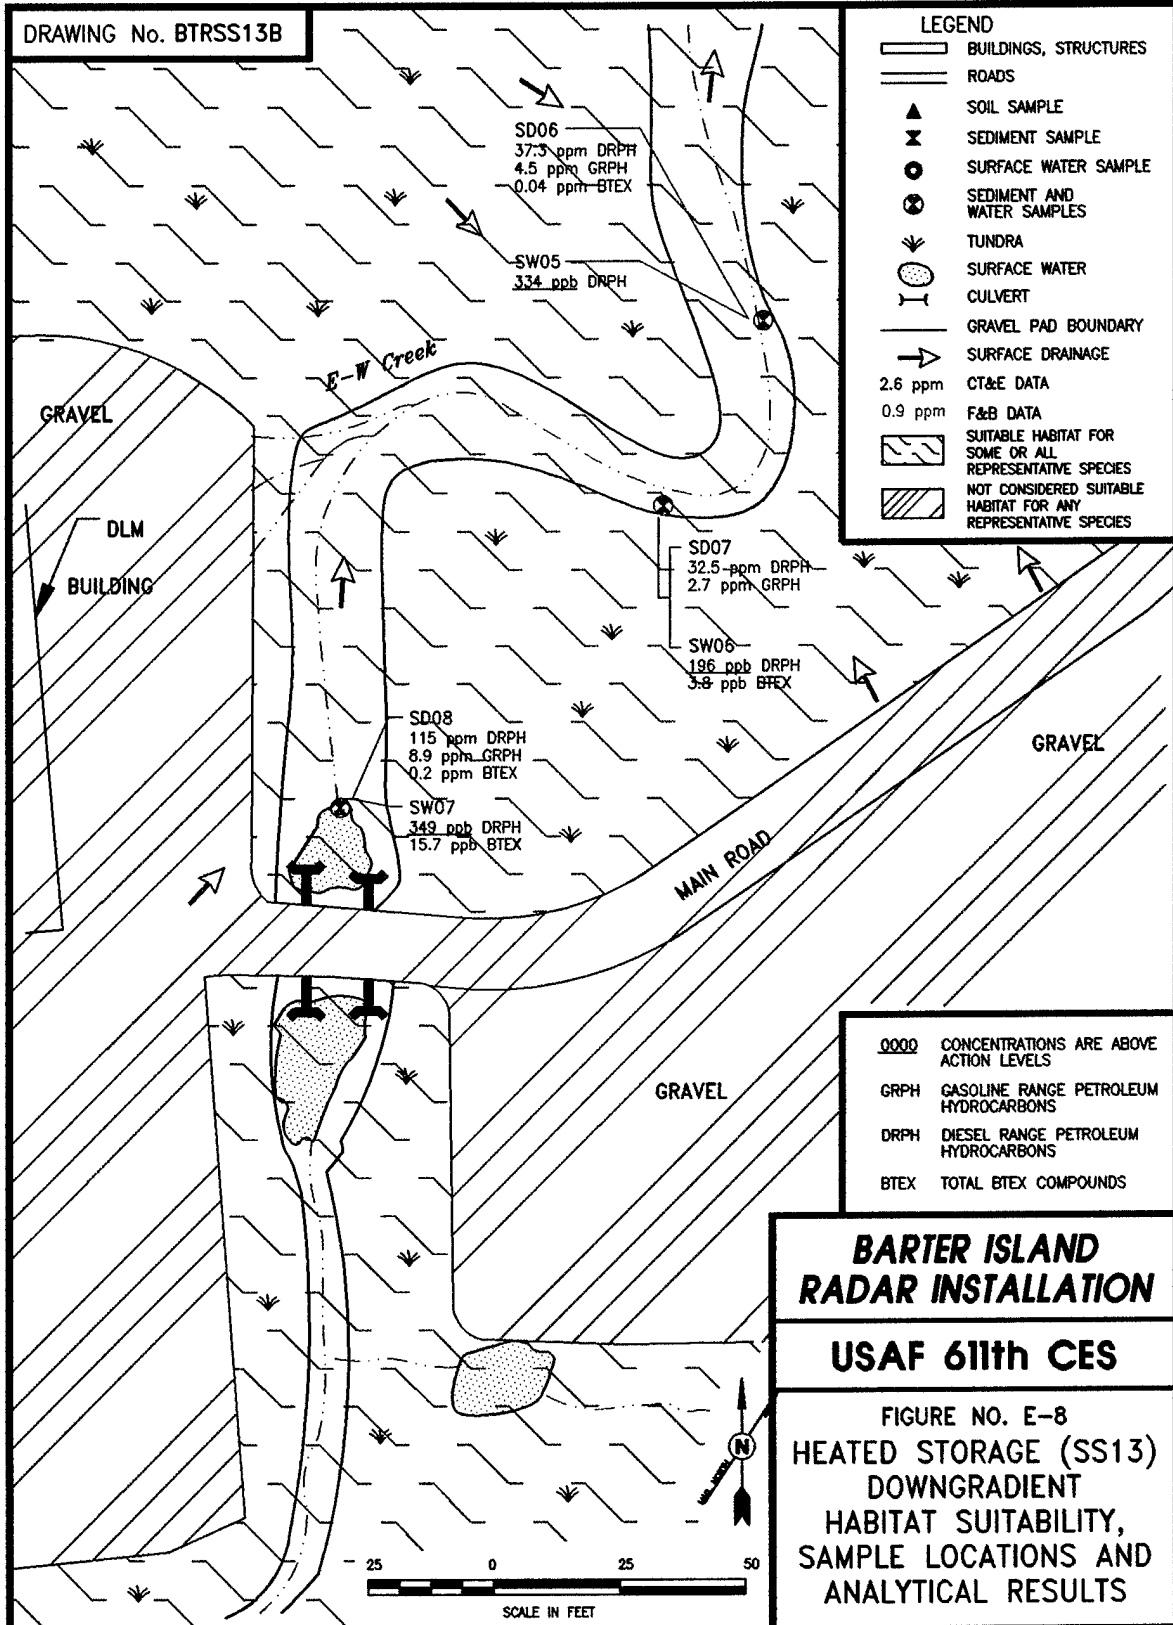 DRAWING No. BTRSS13B
LEGEND
BUILDINGS, STRUCTURES
ROADS
SOIL SAMPLE
SEDIMENT SAMPLE
SURFACE WATER SAMPLE
SEDIMENT AND
WATER SAMPLES
TUNDRA
SURFACE WATER
CULVERT
GRAVEL PAD BOUNDARY
SURFACE DRAINAGE
2.6 ppm CT&E DATA
0.9 ppm F&B DATA
SUITABLE HABITAT FOR
SOME OR ALL
REPRESENTATIVE SPECIES
NOT CONSIDERED SUITABLE
HABITAT FOR ANY
REPRESENTATIVE SPECIES
SD06
37.3 ppm DRPH
4.5 ppm GRPH
0.04 ppm BTEX
SW05
334 ppb DRPH
E-W Creek
GRAVEL
DLM
BUILDING
SD07
32.5 ppm DRPH
2.7 ppm GRPH
SW06
196 ppb DRPH
3.8 ppb BTEX
SD08
115 ppm DRPH
8.9 ppm GRPH
0.2 ppm BTEX
SW07
349 ppb DRPH
15.7 ppb BTEX
GRAVEL
MAIN ROAD
GRAVEL
0000 CONCENTRATIONS ARE ABOVE
ACTION LEVELS
GRPH GASOLINE RANGE PETROLEUM
HYDROCARBONS
DRPH DIESEL RANGE PETROLEUM
HYDROCARBONS
BTEX TOTAL BTEX COMPOUNDS
BARTER ISLAND
RADAR INSTALLATION
USAF 611th CES
FIGURE NO. E-8
HEATED STORAGE (SS13)
DOWNGRADIENT
HABITAT SUITABILITY,
SAMPLE LOCATIONS AND
ANALYTICAL RESULTS
N
MAG NORTH
25 0 25 50
SCALE IN FEET